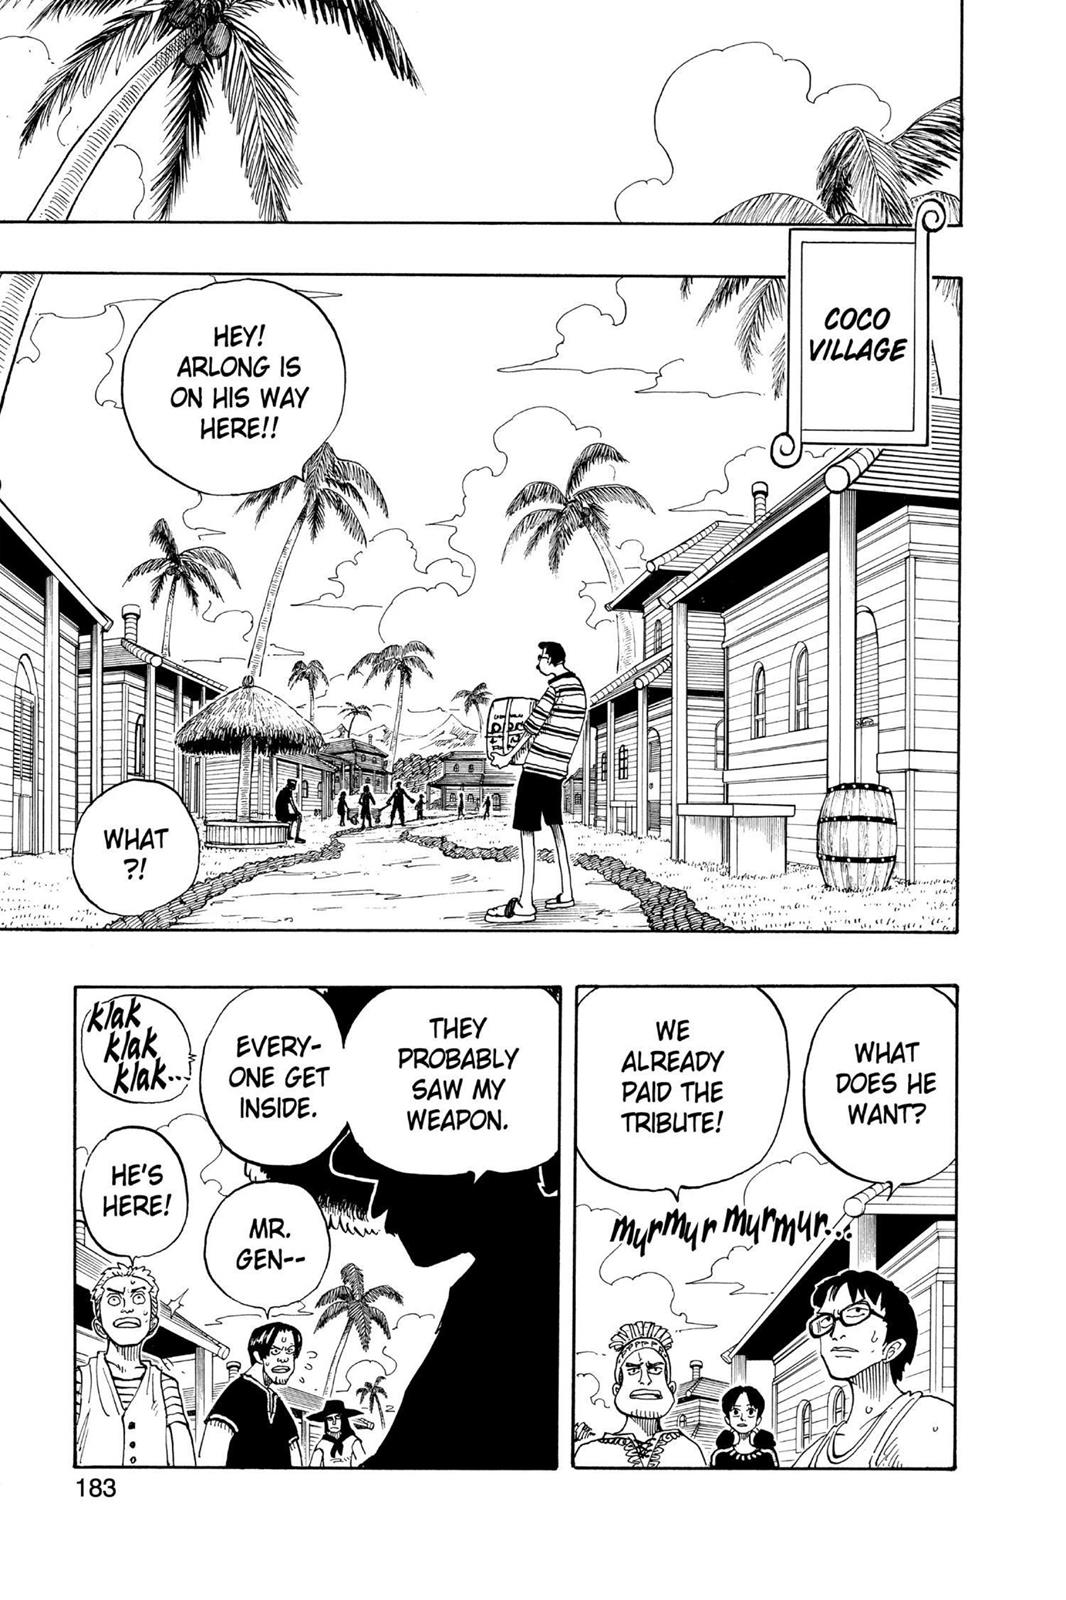 COCO
VILLAGE
HEY!
ARLONG IS
ON HIS WAY
HERE!!
WHAT
?!
WHAT
DOES HE
WANT?
WE
ALREADY
PAID THE
TRIBUTE!
murmur murmur...
THEY
PROBABLY
SAW MY
WEAPON.
EVERY-
ONE GET
INSIDE.
MR.
GEN--
klak
klak
klak...
HE'S
HERE!
183